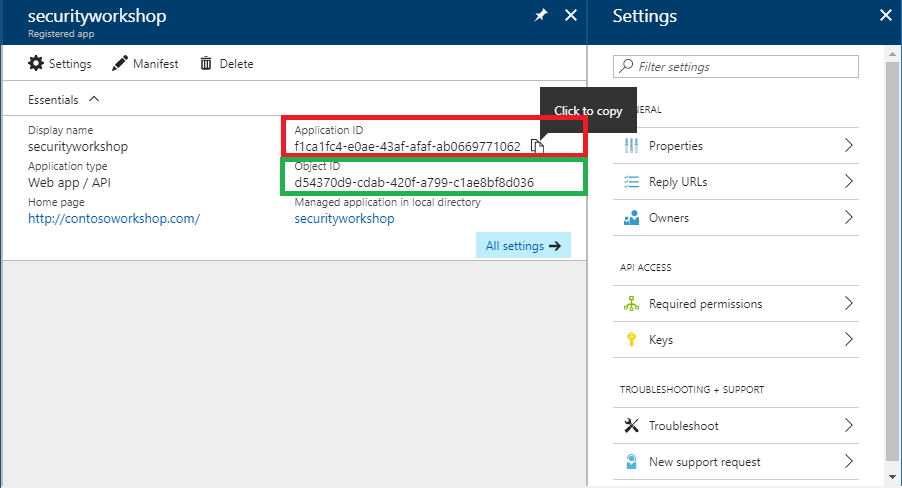 securityworkshop
Registered app
Settings
Manifest
Delete
Essentials
Display name
securityworkshop
Application type
Web app / API
Home page
http://contosoworkshop.com/
Application ID
f1ca1fc4-e0ae-43af-afaf-ab0669771062
Object ID
d54370d9-cdab-420f-a799-c1ae8bf8d036
Managed application in local directory
securityworkshop
All settings
Click to copy
Settings
Filter settings
NERAL
Properties
Reply URLs
Owners
API ACCESS
Required permissions
Keys
TROUBLESHOOTING + SUPPORT
Troubleshoot
New support request